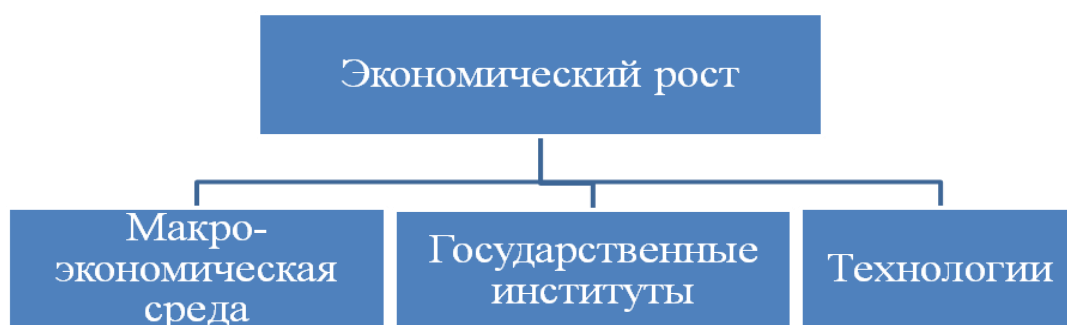 Экономический рост
Макро-
экономическая
среда
Государственные
институты
Технологии